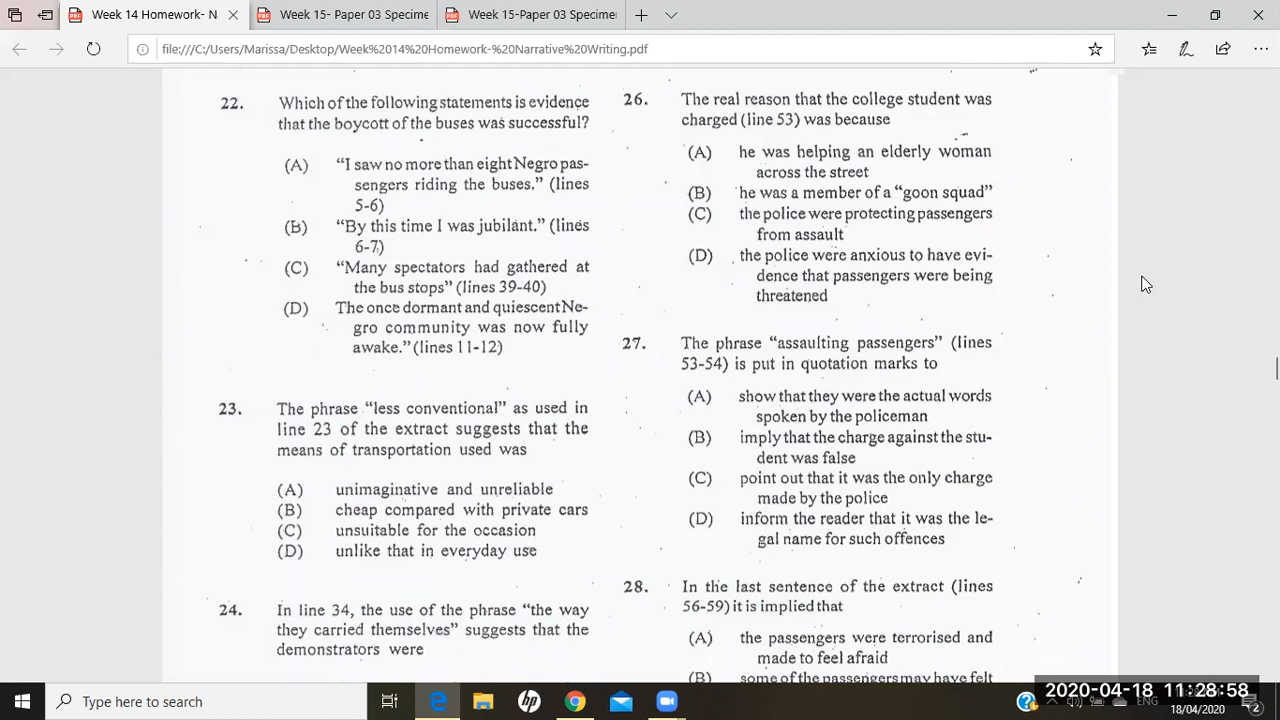 Week 14 Homework- N
Week 15- Paper 03 Specime
Week 15-Paper 03 Specime
file:///C:/Users/Marissa/Desktop/Week%2014%20Homework-%20Narrative%20Writing.pdf
22. Which of the following statements is evidence
that the boycott of the buses was successful?
(A) “I saw no more than eight Negro pas-
sengers riding the buses.” (lines
5-6)
(B) “By this time I was jubilant.” (lines
6-7)
(C) “Many spectators had gathered at
the bus stops” (lines 39-40)
(D) The once dormant and quiescent Ne-
gro community was now fully
awake.” (lines 11-12)
23. The phrase “less conventional” as used in
line 23 of the extract suggests that the
means of transportation used was
(A) unimaginative and unreliable
(B) cheap compared with private cars
(C) unsuitable for the occasion
(D) unlike that in everyday use
24. In line 34, the use of the phrase “the way
they carried themselves” suggests that the
demonstrators were
26. The real reason that the college student was
charged (line 53) was because
(A) he was helping an elderly woman
across the street
(B) he was a member of a “goon squad”
(C) the police were protecting passengers
from assault
(D) the police were anxious to have evi-
dence that passengers were being
threatened
27. The phrase “assaulting passengers” (lines
53-54) is put in quotation marks to
(A) show that they were the actual words
spoken by the policeman
(B) imply that the charge against the stu-
dent was false
(C) point out that it was the only charge
made by the police
(D) inform the reader that it was the le-
gal name for such offences
28. In the last sentence of the extract (lines
56-59) it is implied that
(A) the passengers were terrorised and
made to feel afraid
(B) some of the passengers may have felt
Type here to search
hp
ENG
2020-04-18 11:28:58
18/04/2020
2